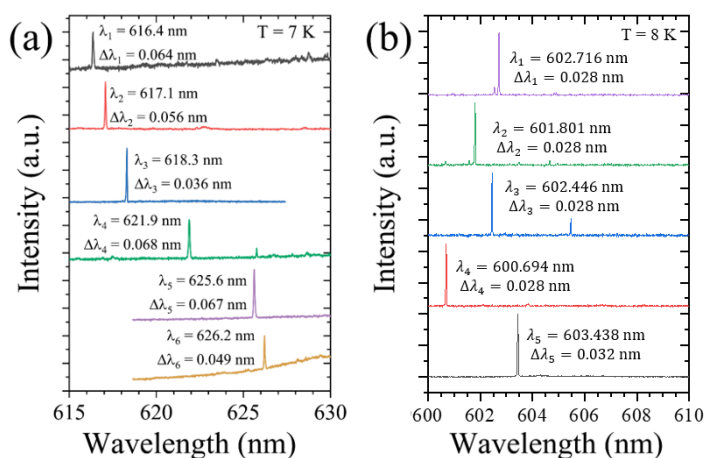 (a)
T = 7 K
λ1 = 616.4 nm
Δλ1 = 0.064 nm
λ2 = 617.1 nm
Δλ2 = 0.056 nm
λ3 = 618.3 nm
Δλ3 = 0.036 nm
λ4 = 621.9 nm
Δλ4 = 0.068 nm
λ5 = 625.6 nm
Δλ5 = 0.067 nm
λ6 = 626.2 nm
Δλ6 = 0.049 nm
Intensity (a.u.)
615 620 625 630
Wavelength (nm)
(b)
T = 8 K
λ1 = 602.716 nm
Δλ1 = 0.028 nm
λ2 = 601.801 nm
Δλ2 = 0.028 nm
λ3 = 602.446 nm
Δλ3 = 0.028 nm
λ4 = 600.694 nm
Δλ4 = 0.028 nm
λ5 = 603.438 nm
Δλ5 = 0.032 nm
Intensity (a.u.)
600 602 604 606 608 610
Wavelength (nm)